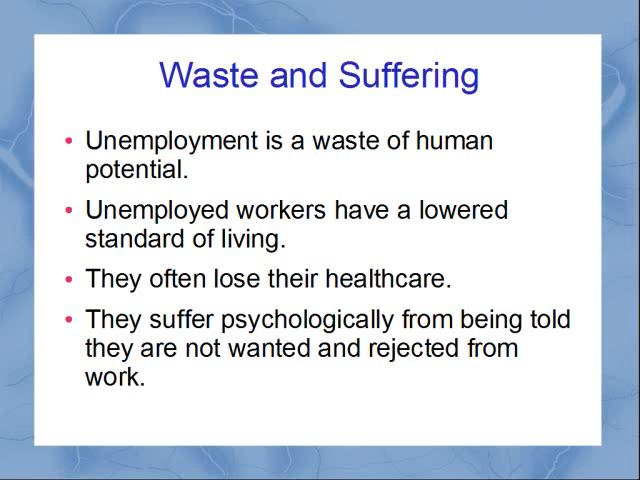 Waste and Suffering
• Unemployment is a waste of human
potential.
• Unemployed workers have a lowered
standard of living.
• They often lose their healthcare.
• They suffer psychologically from being told
they are not wanted and rejected from
work.